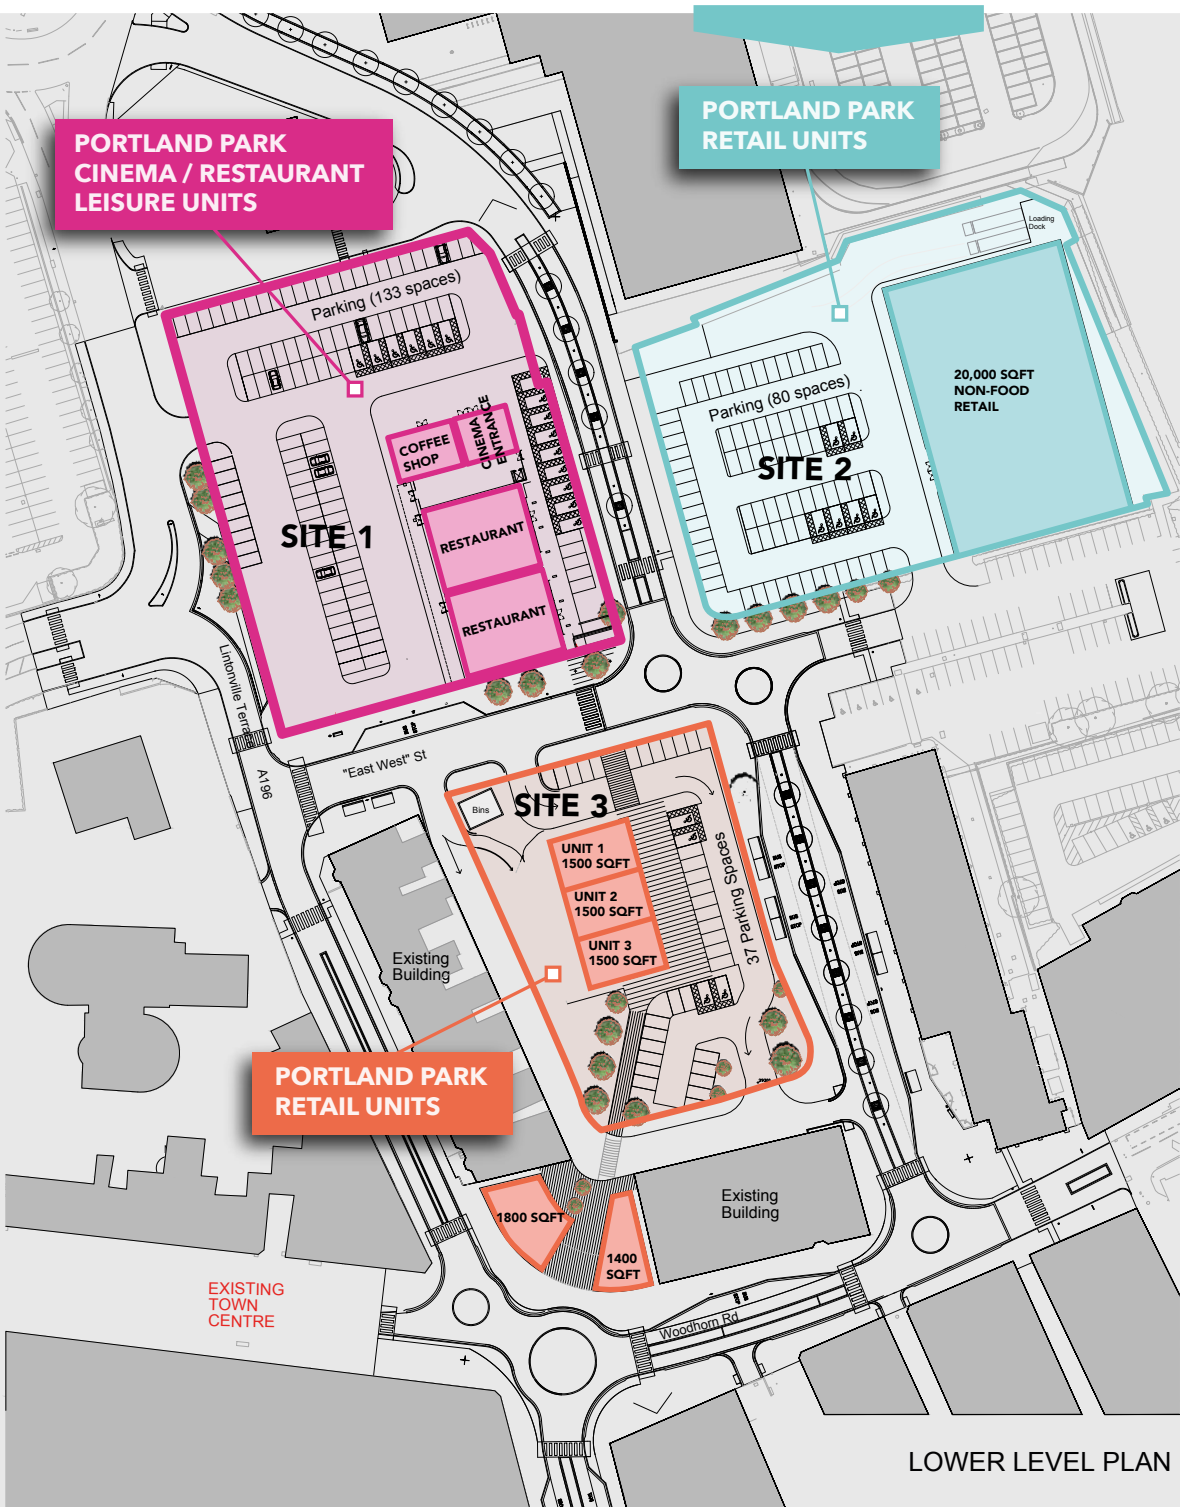 PORTLAND PARK
CINEMA / RESTAURANT
LEISURE UNITS
PORTLAND PARK
RETAIL UNITS
Loading
Dock
Parking (133 spaces)
20,000 SQFT
NON-FOOD
RETAIL
Parking (80 spaces)
COFFEE
SHOP
CINEMA
ENTRANCE
SITE 2
SITE 1
RESTAURANT
RESTAURANT
Lintonville Terrace
A196
"East West" St
Bins
SITE 3
UNIT 1
1500 SQFT
UNIT 2
1500 SQFT
UNIT 3
1500 SQFT
37 Parking Spaces
Existing
Building
PORTLAND PARK
RETAIL UNITS
1800 SQFT
1400
SQFT
Existing
Building
EXISTING
TOWN
CENTRE
Woodhorn Rd
LOWER LEVEL PLAN